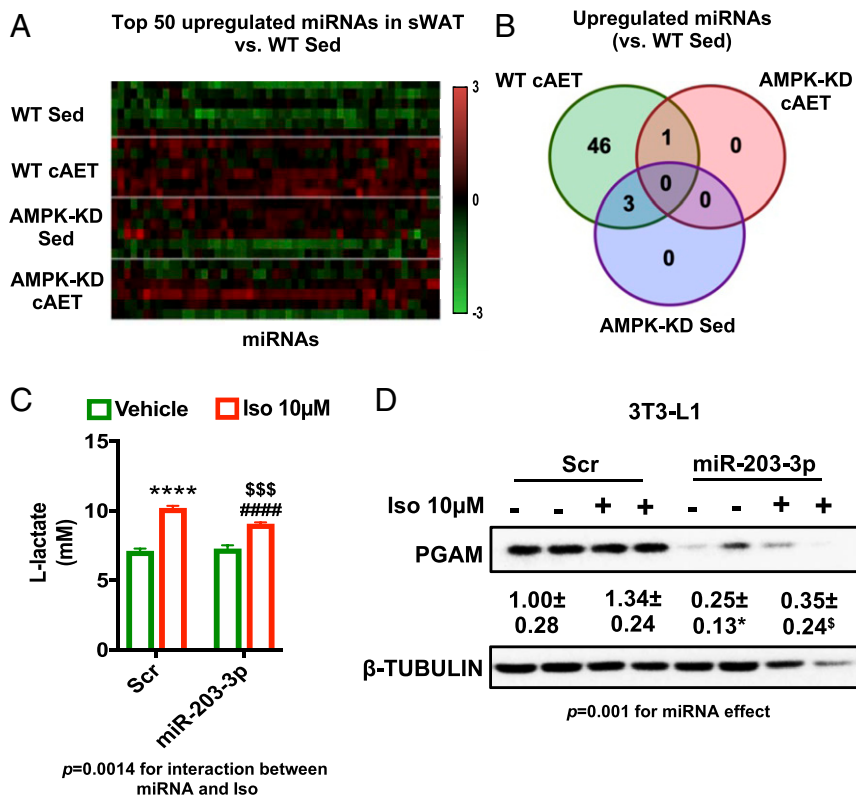 A
Top 50 upregulated miRNAs in sWAT
vs. WT Sed
WT Sed
WT cAET
AMPK-KD
Sed
AMPK-KD
cAET
miRNAs
3
0
-3
B
Upregulated miRNAs
(vs. WT Sed)
WT cAET
AMPK-KD
cAET
46
1
0
0
3
0
0
AMPK-KD Sed
C
Vehicle
Iso 10µM
L-lactate
(mM)
15
10
5
0
****
$$$
####
Scr
miR-203-3p
p=0.0014 for interaction between
miRNA and Iso
D
3T3-L1
Scr
miR-203-3p
Iso 10µM - - + + - - + +
PGAM
1.00± 1.34± 0.25± 0.35±
0.28 0.24 0.13* 0.24$
β-TUBULIN
p=0.001 for miRNA effect